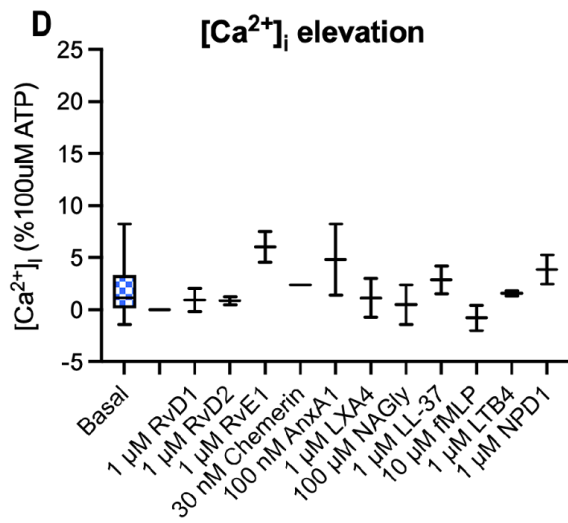 D
[Ca²⁺]ᵢ elevation
[Ca²⁺]ᵢ (%100uM ATP)
25
20
15
10
5
0
-5
Basal
1 µM RvD1
1 µM RvD2
1 µM RvE1
30 nM Chemerin
100 nM AnxA1
1 µM LXA4
100 µM NAGly
1 µM LL-37
10 µM fMLP
1 µM LTB4
1 µM NPD1